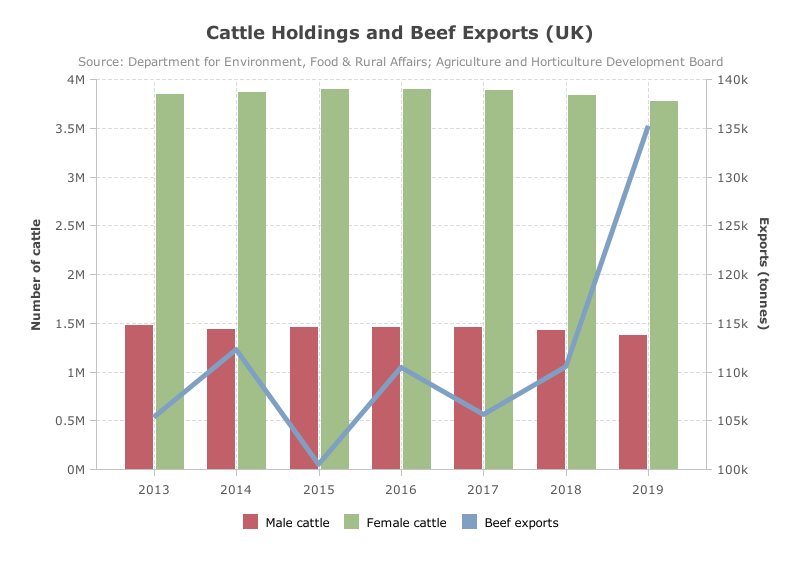 Cattle Holdings and Beef Exports (UK)
Source: Department for Environment, Food & Rural Affairs; Agriculture and Horticulture Development Board
Number of cattle
4M
3.5M
3M
2.5M
2M
1.5M
1M
0.5M
0M
140k
135k
130k
125k
120k
115k
110k
105k
100k
Exports (tonnes)
2013 2014 2015 2016 2017 2018 2019
Male cattle Female cattle Beef exports